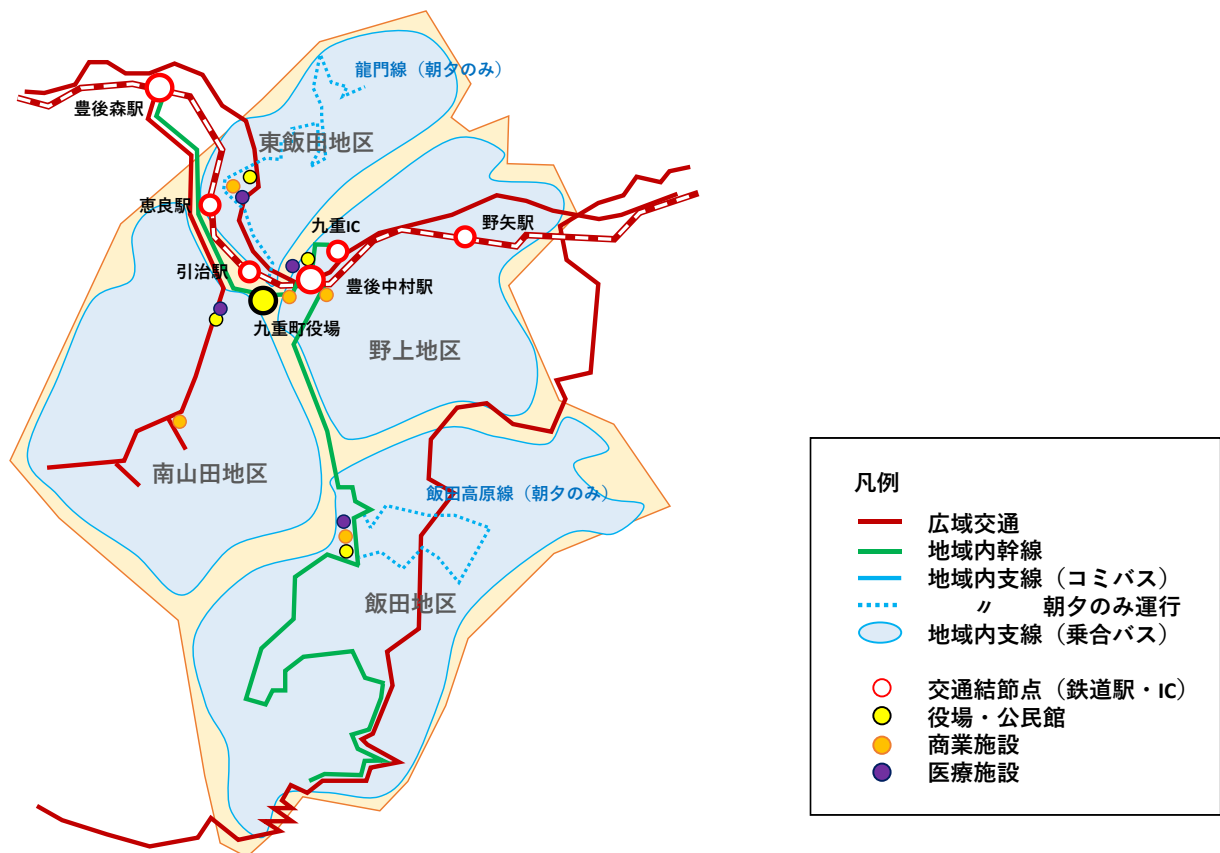 龍門線（朝夕のみ）
豊後森駅
東飯田地区
恵良駅
九重IC
野矢駅
引治駅
豊後中村駅
九重町役場
野上地区
南山田地区
飯田高原線（朝夕のみ）
飯田地区
凡例
広域交通
地域内幹線
地域内支線（コミバス）
〃 朝夕のみ運行
地域内支線（乗合バス）
交通結節点（鉄道駅・IC）
役場・公民館
商業施設
医療施設